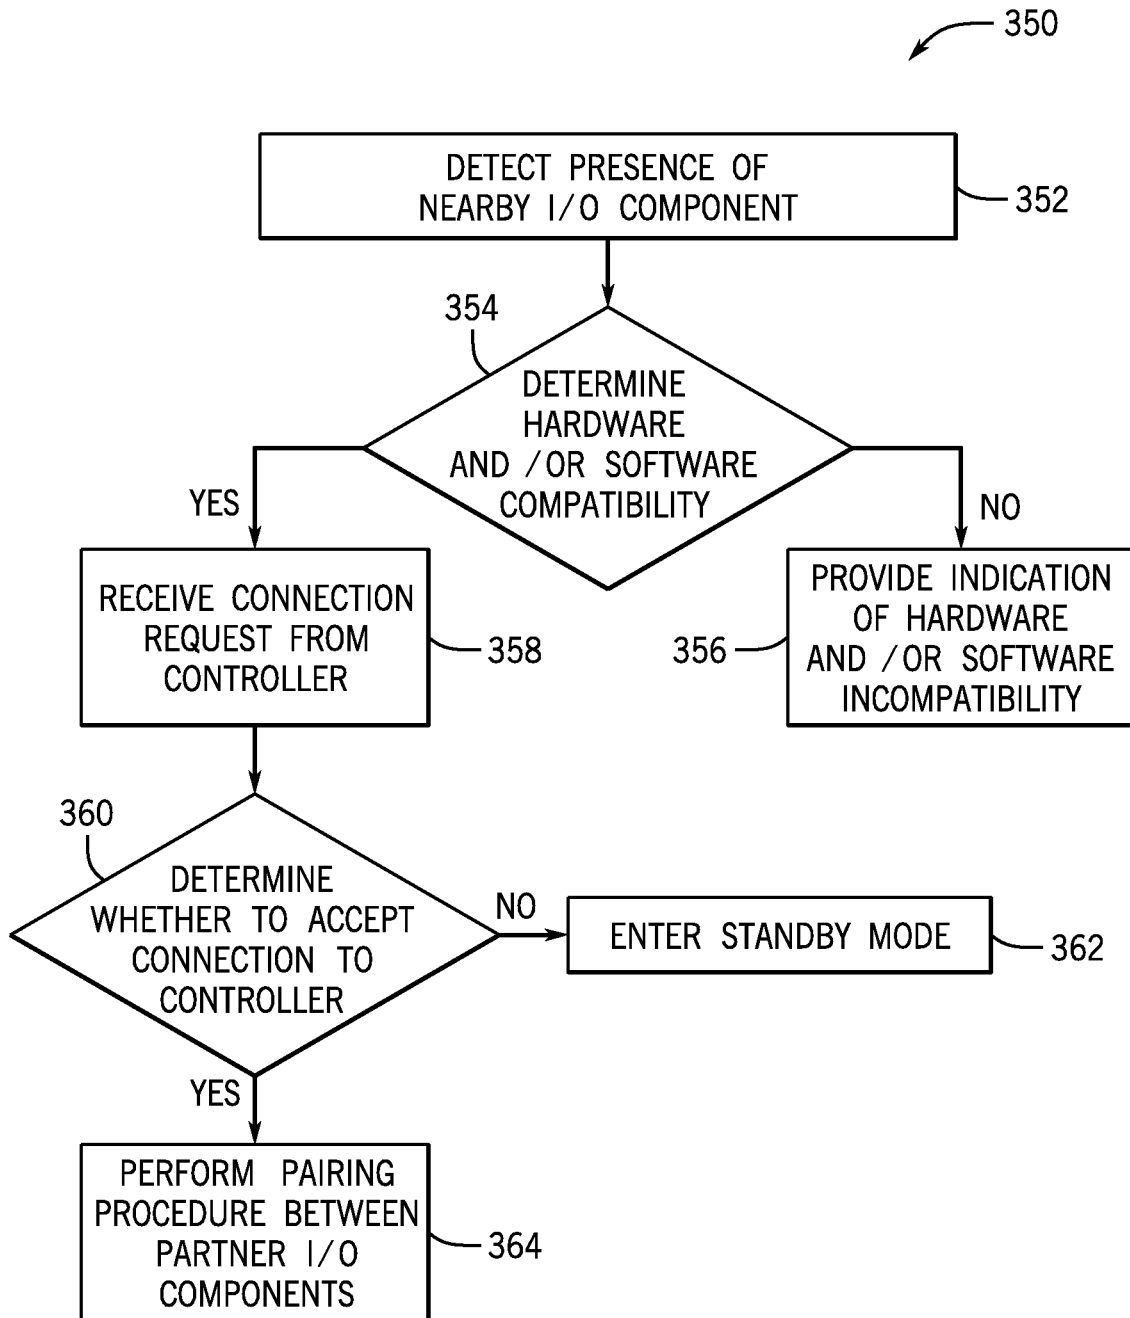 350
DETECT PRESENCE OF
NEARBY I/O COMPONENT
352
354
DETERMINE
HARDWARE
AND /OR SOFTWARE
COMPATIBILITY
YES
NO
RECEIVE CONNECTION
REQUEST FROM
CONTROLLER
358
356
PROVIDE INDICATION
OF HARDWARE
AND /OR SOFTWARE
INCOMPATIBILITY
360
DETERMINE
WHETHER TO ACCEPT
CONNECTION TO
CONTROLLER
NO
ENTER STANDBY MODE
362
YES
PERFORM PAIRING
PROCEDURE BETWEEN
PARTNER I/O
COMPONENTS
364